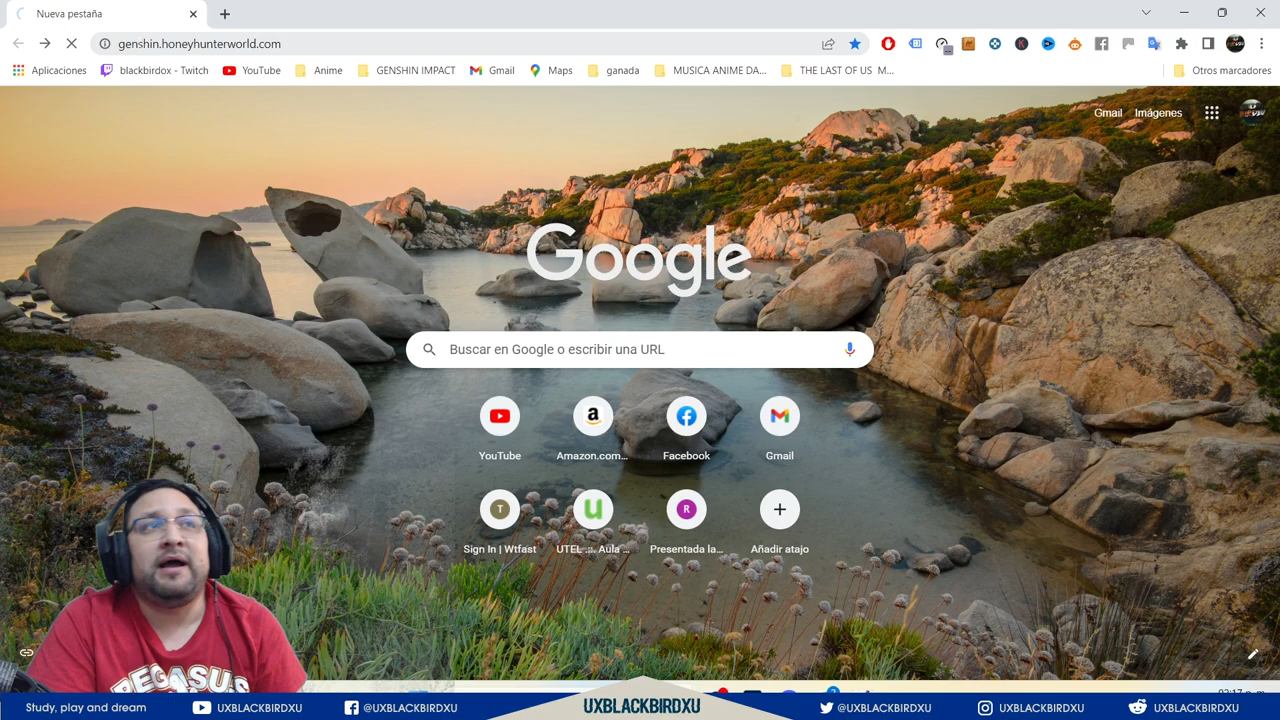 Nueva pestaña
genshin.honeyhunterworld.com
Aplicaciones
blackbirdox - Twitch
YouTube
Anime
GENSHIN IMPACT
Gmail
Maps
ganada
MUSICA ANIME DA...
THE LAST OF US M...
Otros marcadores
Gmail Imágenes
Google
Buscar en Google o escribir una URL
YouTube
Amazon.com...
Facebook
Gmail
T
R
Sign In | Wtfast
UTEL .::. Aula ...
Presentada la...
Añadir atajo
PEGASUS
Study, play and dream
UXBLACKBIRDXU
@UXBLACKBIRDXU
UXBLACKBIRDXU
@UXBLACKBIRDXU
UXBLACKBIRDXU
UXBLACKBIRDXU